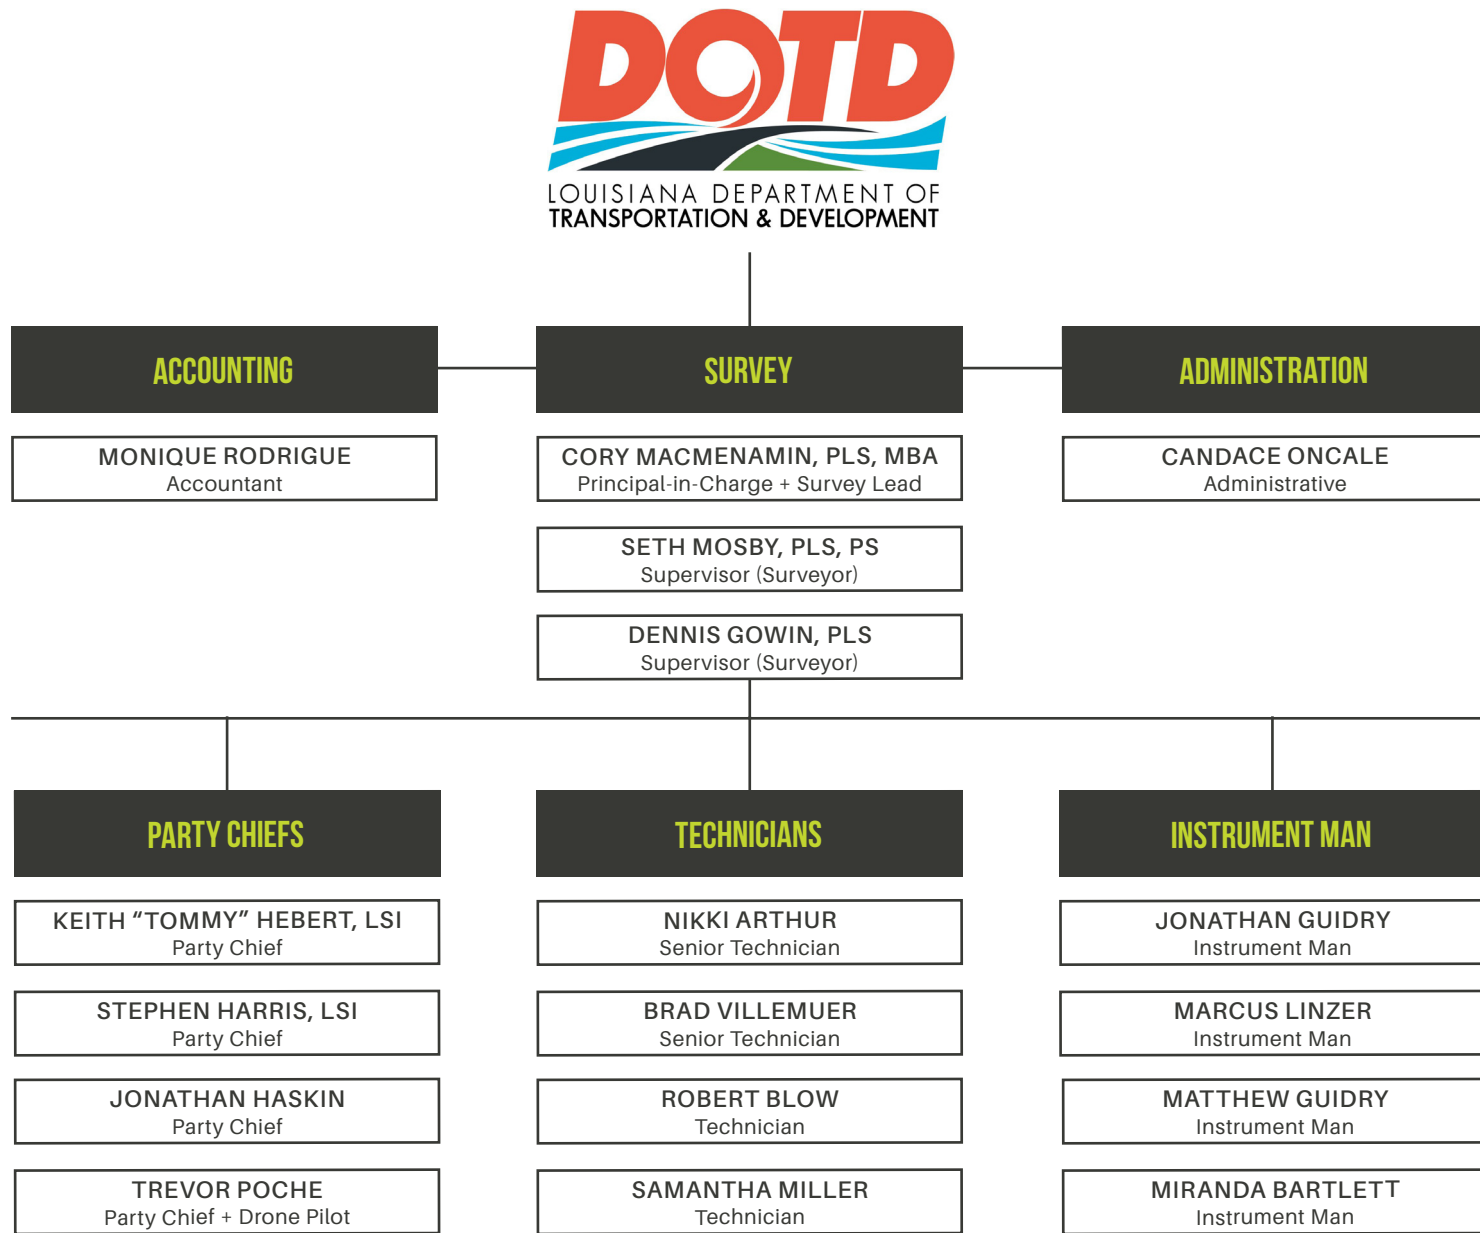 DOTD
LOUISIANA DEPARTMENT OF
TRANSPORTATION & DEVELOPMENT
ACCOUNTING
MONIQUE RODRIGUE
Accountant
SURVEY
CORY MACMENAMIN, PLS, MBA
Principal-in-Charge + Survey Lead
SETH MOSBY, PLS, PS
Supervisor (Surveyor)
DENNIS GOWIN, PLS
Supervisor (Surveyor)
ADMINISTRATION
CANDACE ONCALE
Administrative
PARTY CHIEFS
KEITH “TOMMY” HEBERT, LSI
Party Chief
STEPHEN HARRIS, LSI
Party Chief
JONATHAN HASKIN
Party Chief
TREVOR POCHE
Party Chief + Drone Pilot
TECHNICIANS
NIKKI ARTHUR
Senior Technician
BRAD VILLEMUER
Senior Technician
ROBERT BLOW
Technician
SAMANTHA MILLER
Technician
INSTRUMENT MAN
JONATHAN GUIDRY
Instrument Man
MARCUS LINZER
Instrument Man
MATTHEW GUIDRY
Instrument Man
MIRANDA BARTLETT
Instrument Man